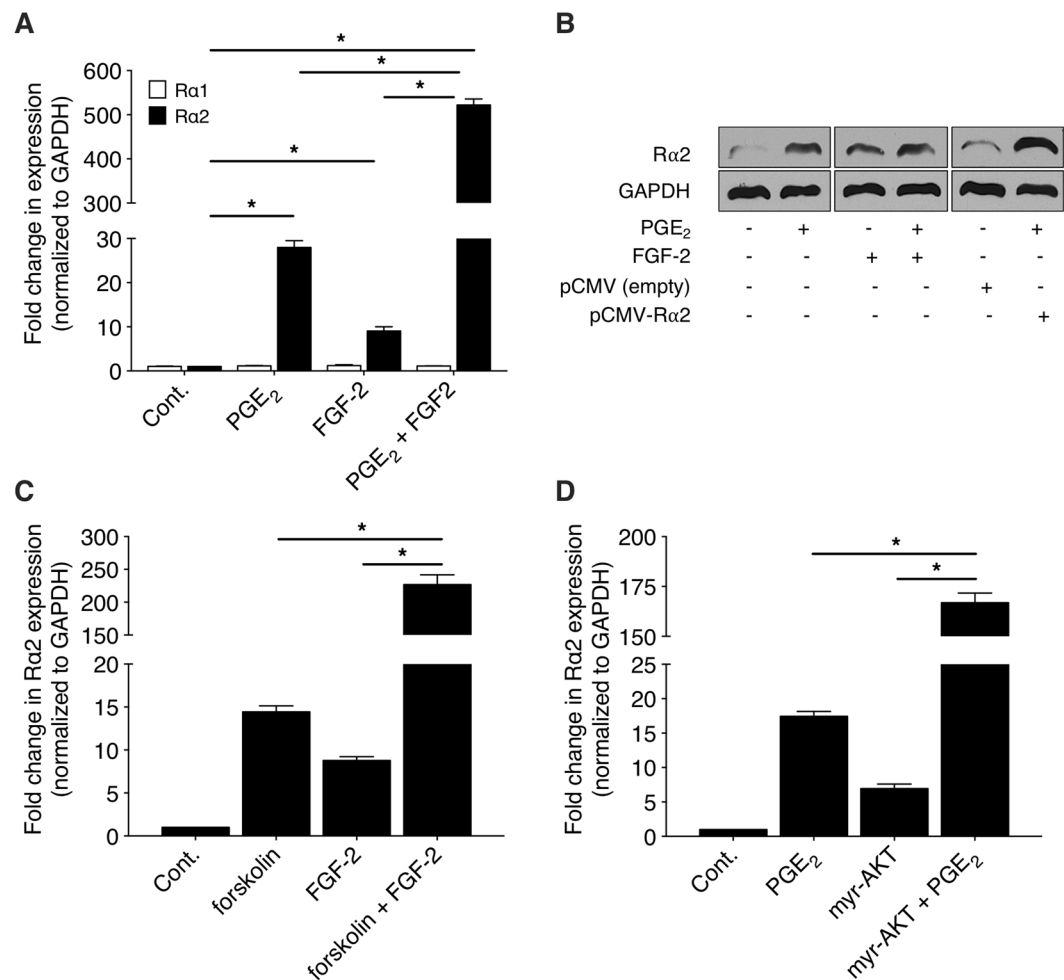 A
Fold change in expression
(normalized to GAPDH)
600
500
400
300
30
20
10
0
Rα1
Rα2
*
*
*
*
*
Cont.
PGE₂
FGF-2
PGE₂ + FGF2
B
Rα2
GAPDH
PGE₂ - + - + - -
FGF-2 - - + + - -
pCMV (empty) - - - - + -
pCMV-Rα2 - - - - - +
C
Fold change in Rα2 expression
(normalized to GAPDH)
300
250
200
150
20
15
10
5
0
*
*
Cont.
forskolin
FGF-2
forskolin + FGF-2
D
Fold change in Rα2 expression
(normalized to GAPDH)
200
175
150
25
20
15
10
5
0
*
*
Cont.
PGE₂
myr-AKT
myr-AKT + PGE₂